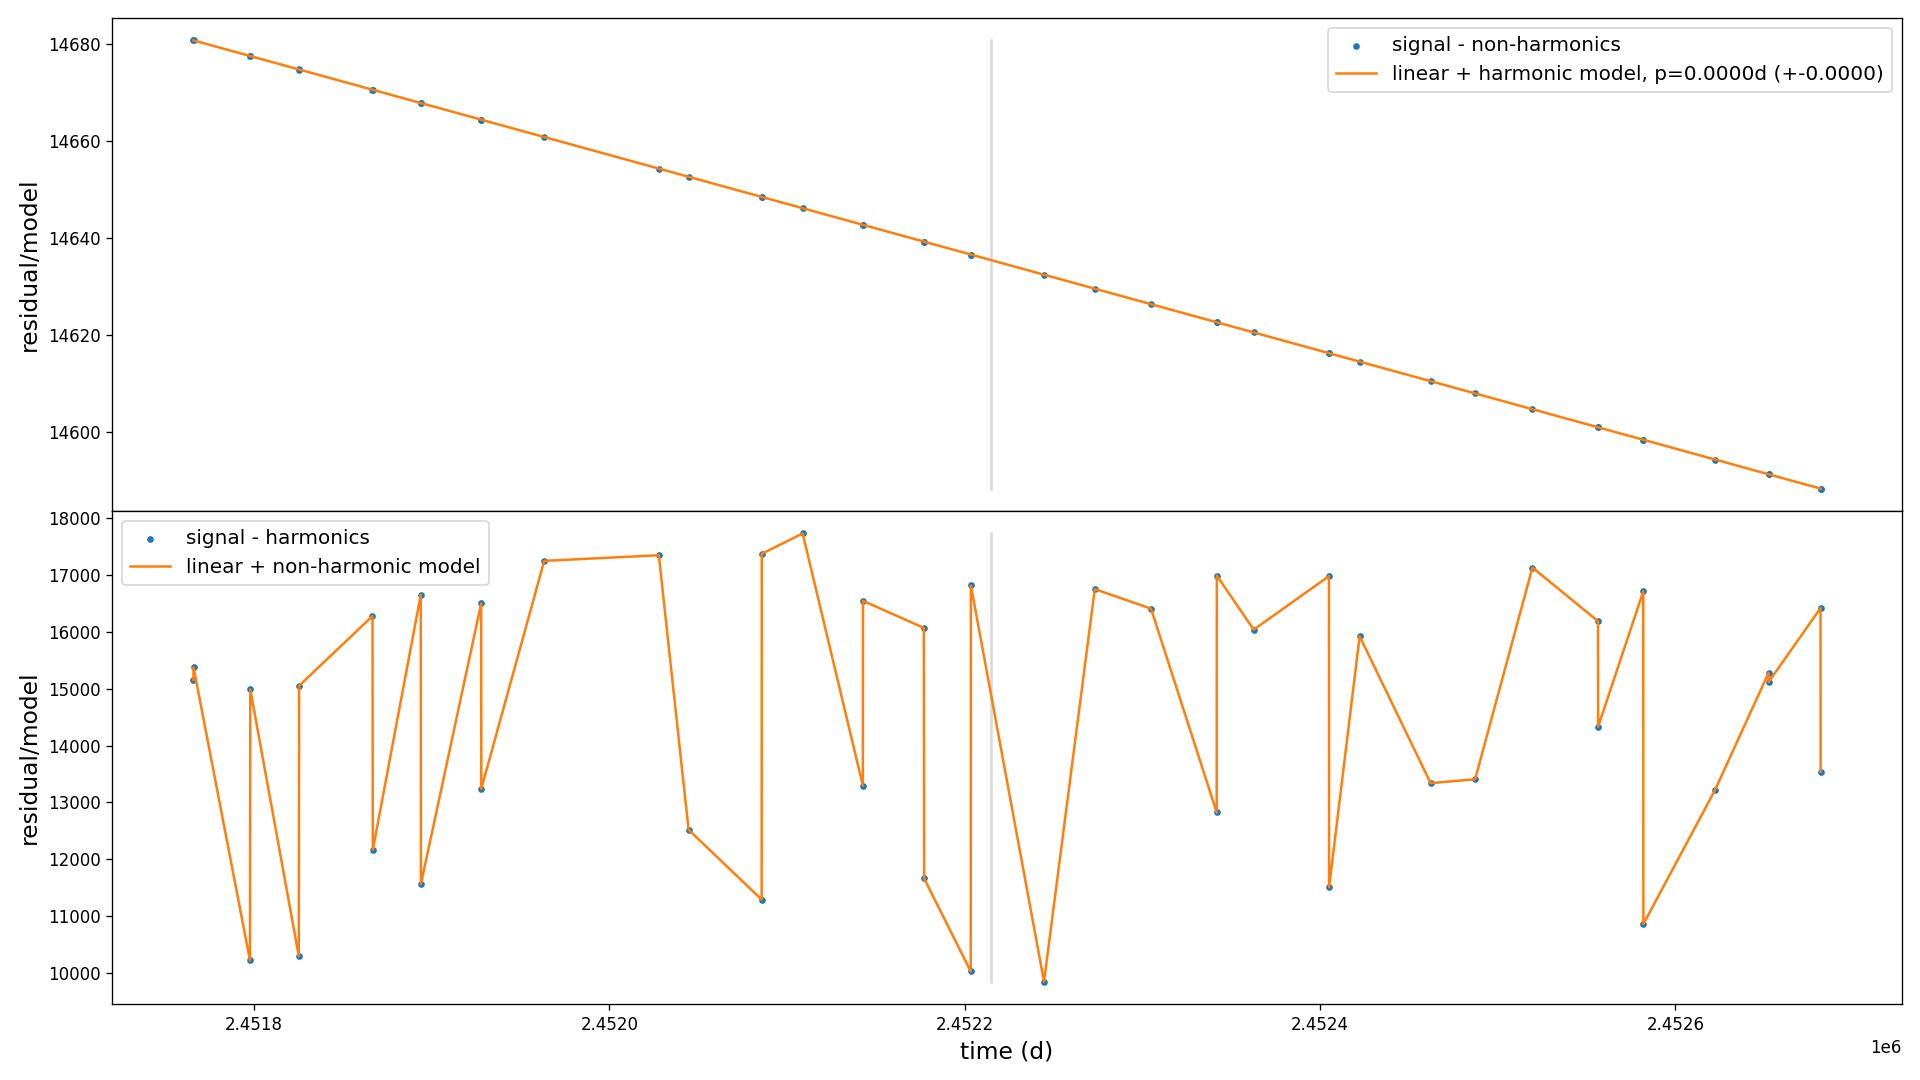 14680
14660
14640
14620
14600
residual/model
signal - non-harmonics
linear + harmonic model, p=0.0000d (+-0.0000)
18000
17000
16000
15000
14000
13000
12000
11000
10000
residual/model
signal - harmonics
linear + non-harmonic model
2.4518
2.4520
2.4522
2.4524
2.4526
1e6
time (d)